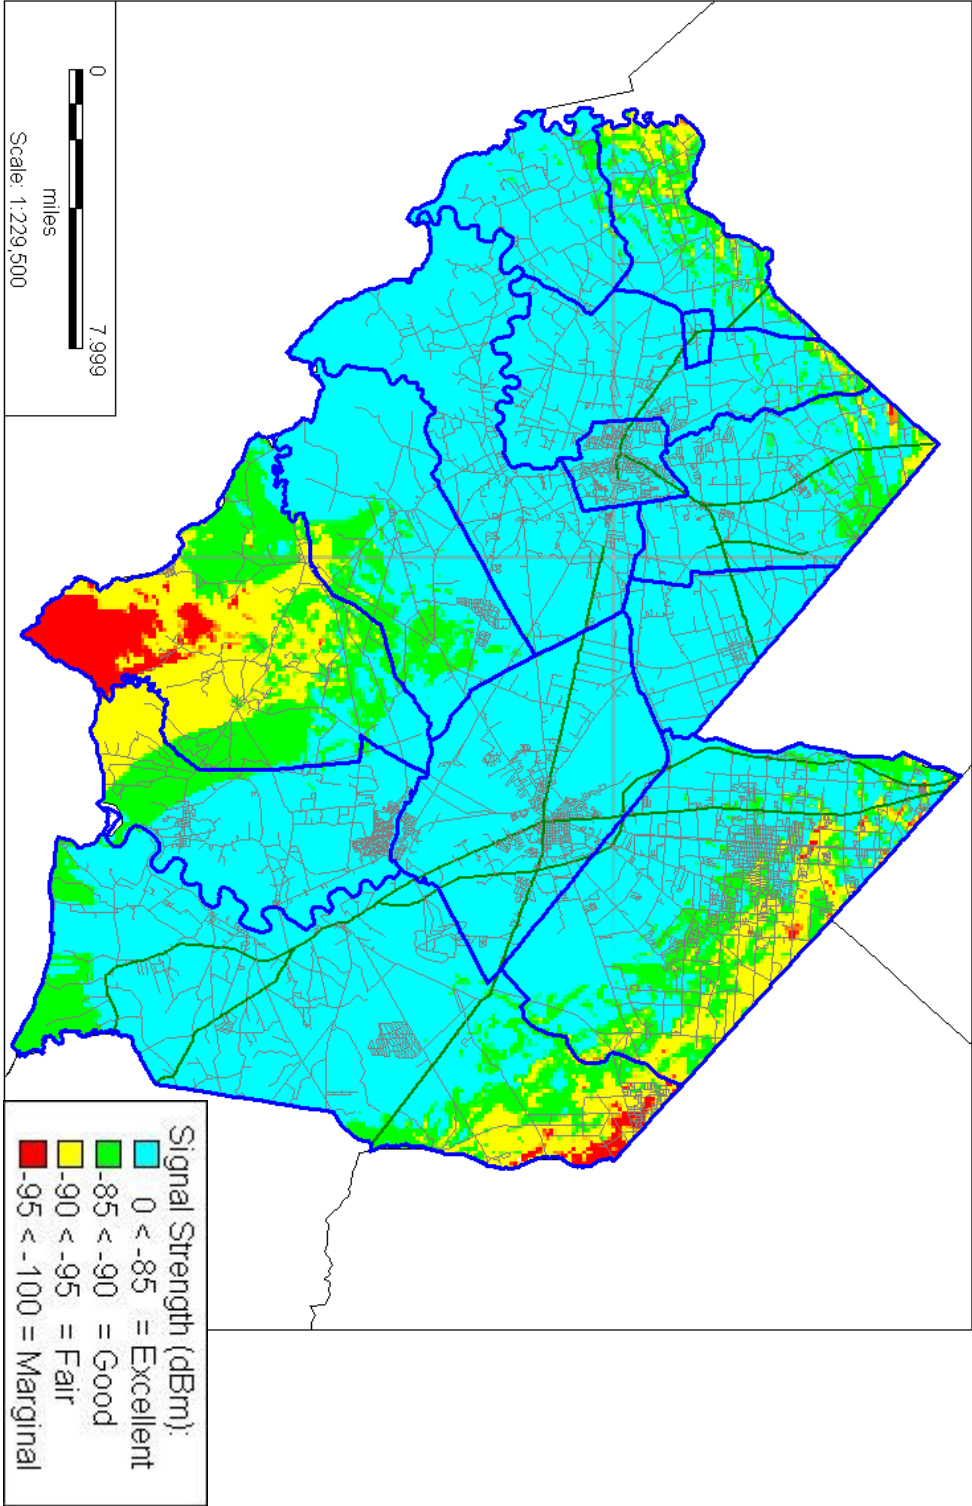 0
7.999
miles
Scale: 1:229,500
Signal Strength (dBm):
0 < -85 = Excellent
-85 < -90 = Good
-90 < -95 = Fair
-95 < -100 = Marginal